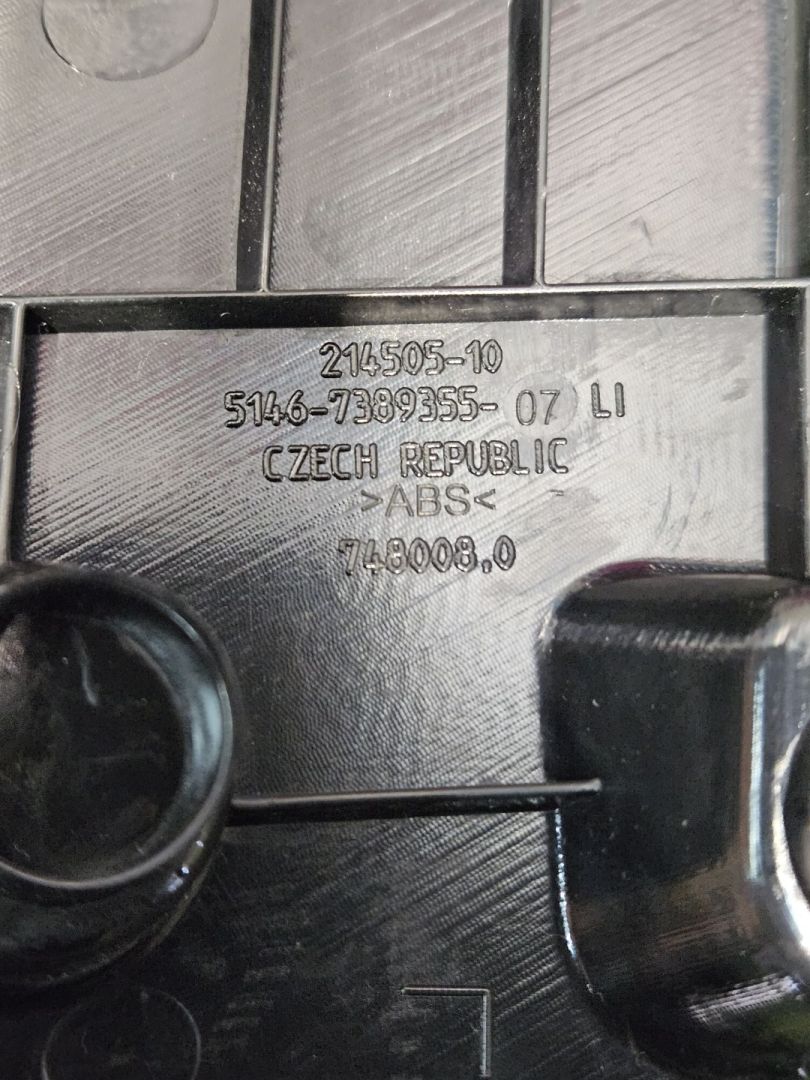 214505-10
5146-7389355- 07 LI
CZECH REPUBLIC
>ABS<
748008,0